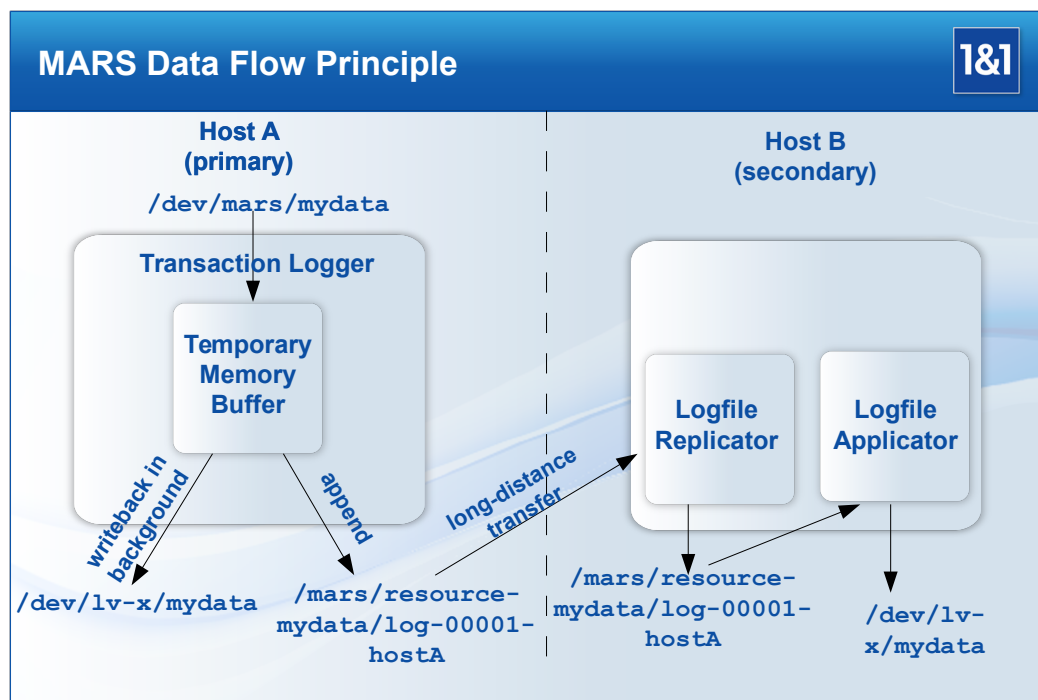 MARS Data Flow Principle
1&1
Host A
(primary)
/dev/mars/mydata
Transaction Logger
Temporary
Memory
Buffer
writeback in
background
append
/dev/lv-x/mydata
/mars/resource-
mydata/log-00001-
hostA
long-distance
transfer
Host B
(secondary)
Logfile
Replicator
Logfile
Applicator
/mars/resource-
mydata/log-00001-
hostA
/dev/lv-
x/mydata